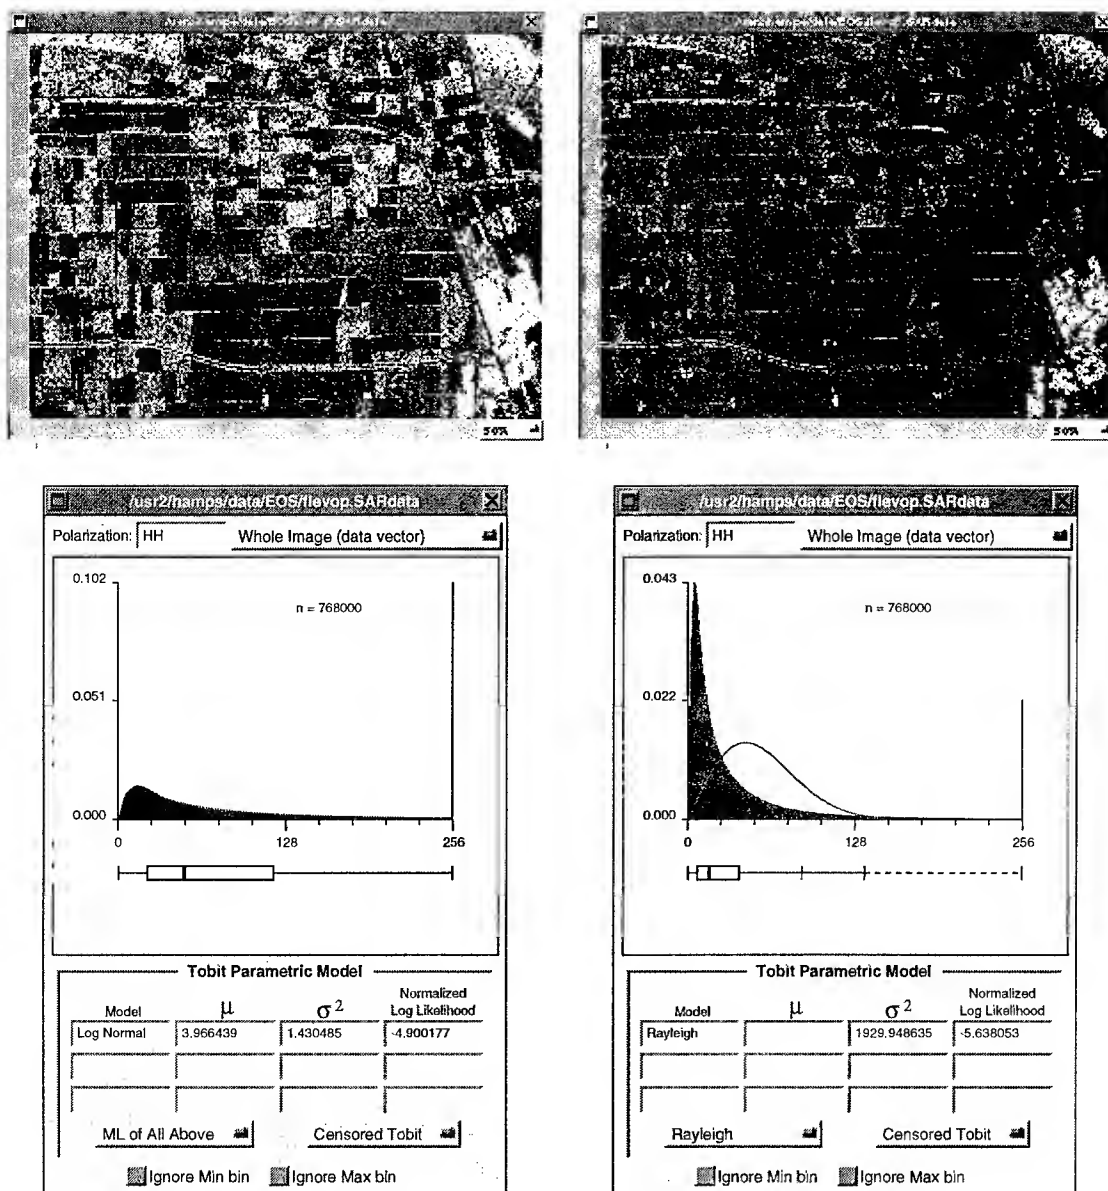 50%
50%
/usr2/hamps/data/EOS/flevop.SARdata
Polarization: HH Whole Image (data vector)
0.102
n = 768000
0.051
0.000
0 128 256
Tobit Parametric Model
Model μ σ² Normalized Log Likelihood
Log Normal 3.966439 1.430485 -4.900177
ML of All Above Censored Tobit
Ignore Min bin Ignore Max bin
/usr2/hamps/data/EOS/flevop.SARdata
Polarization: HH Whole Image (data vector)
0.043
n = 768000
0.022
0.000
0 128 256
Tobit Parametric Model
Model μ σ² Normalized Log Likelihood
Rayleigh 1929.948635 -5.638053
Rayleigh Censored Tobit
Ignore Min bin Ignore Max bin